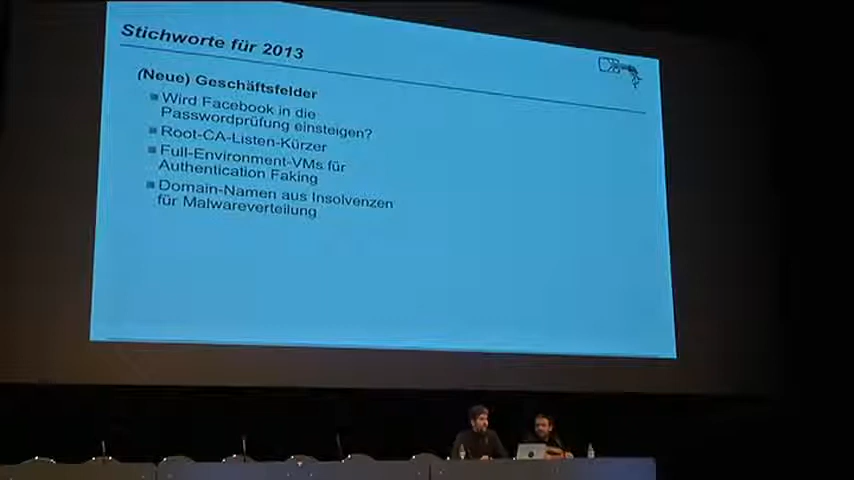 Stichworte für 2013
(Neue) Geschäftsfelder
Wird Facebook in die
Passwordprüfung einsteigen?
Root-CA-Listen-Kürzer
Full-Environment-VMs für
Authentication Faking
Domain-Namen aus Insolvenzen
für Malwareverteilung